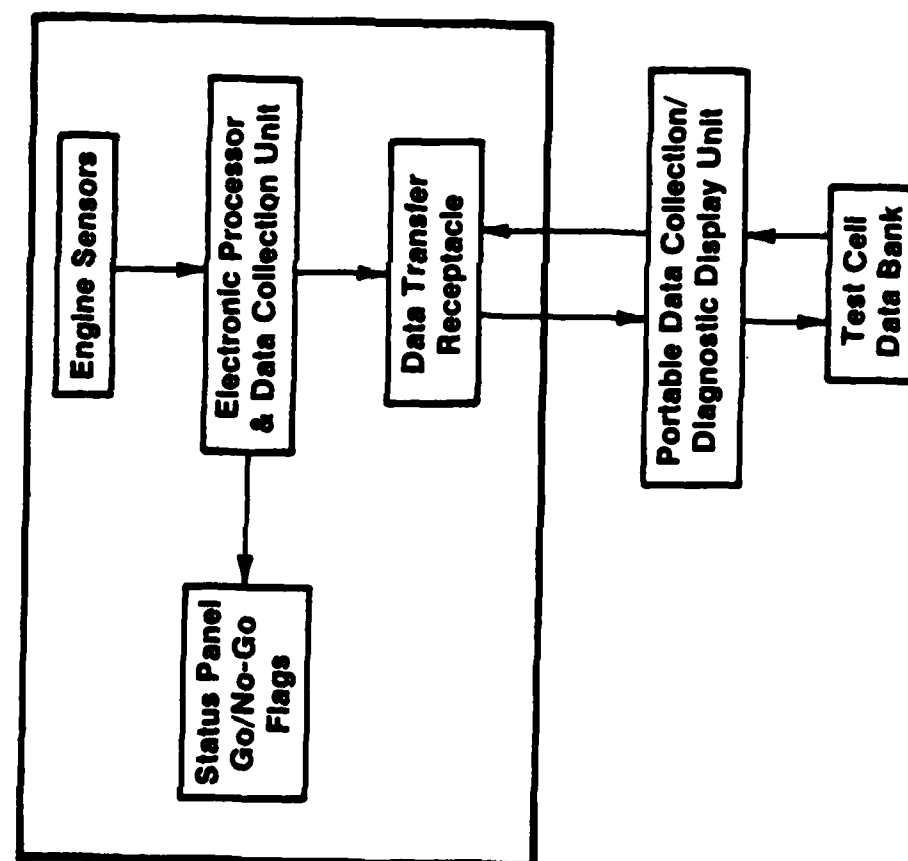 Engine Sensors
Electronic Processor
& Data Collection Unit
Status Panel
Go/No-Go
Flags
Data Transfer
Receptacle
Portable Data Collection/
Diagnostic Display Unit
Test Cell
Data Bank